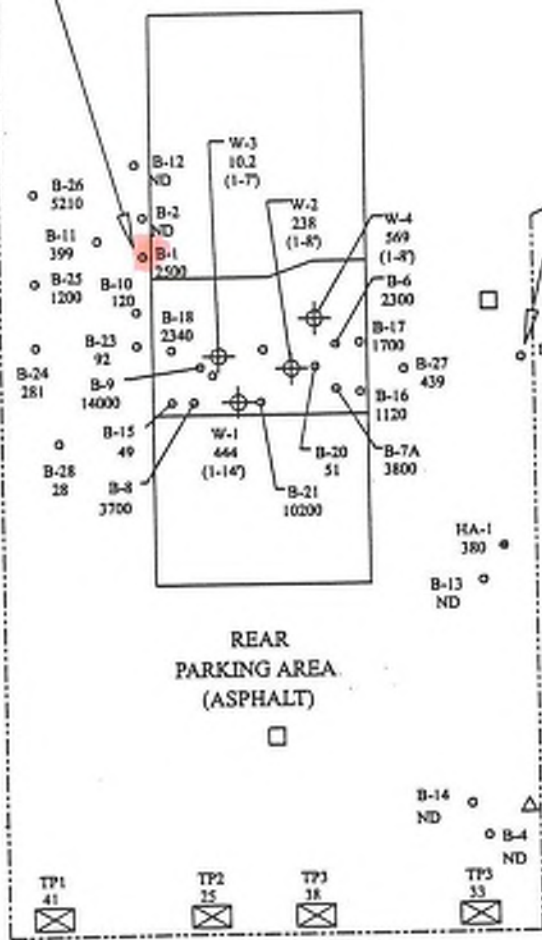 B-12
ND
B-26
5210
B-2
ND
B-11
399
B-1
2500
B-25
1200
B-10
120
W-3
10.2
(1-7')
W-2
238
(1-8')
W-4
569
(1-8')
B-6
2300
B-18
2340
B-17
1700
B-23
92
B-24
281
B-9
14000
B-27
439
B-16
1120
B-15
49
W-1
444
(1-14')
B-20
51
B-7A
3800
B-28
28
B-8
3700
B-21
10200
HA-1
380
B-13
ND
REAR
PARKING AREA
(ASPHALT)
B-14
ND
B-4
ND
TP1
41
TP2
25
TP3
38
TP3
33